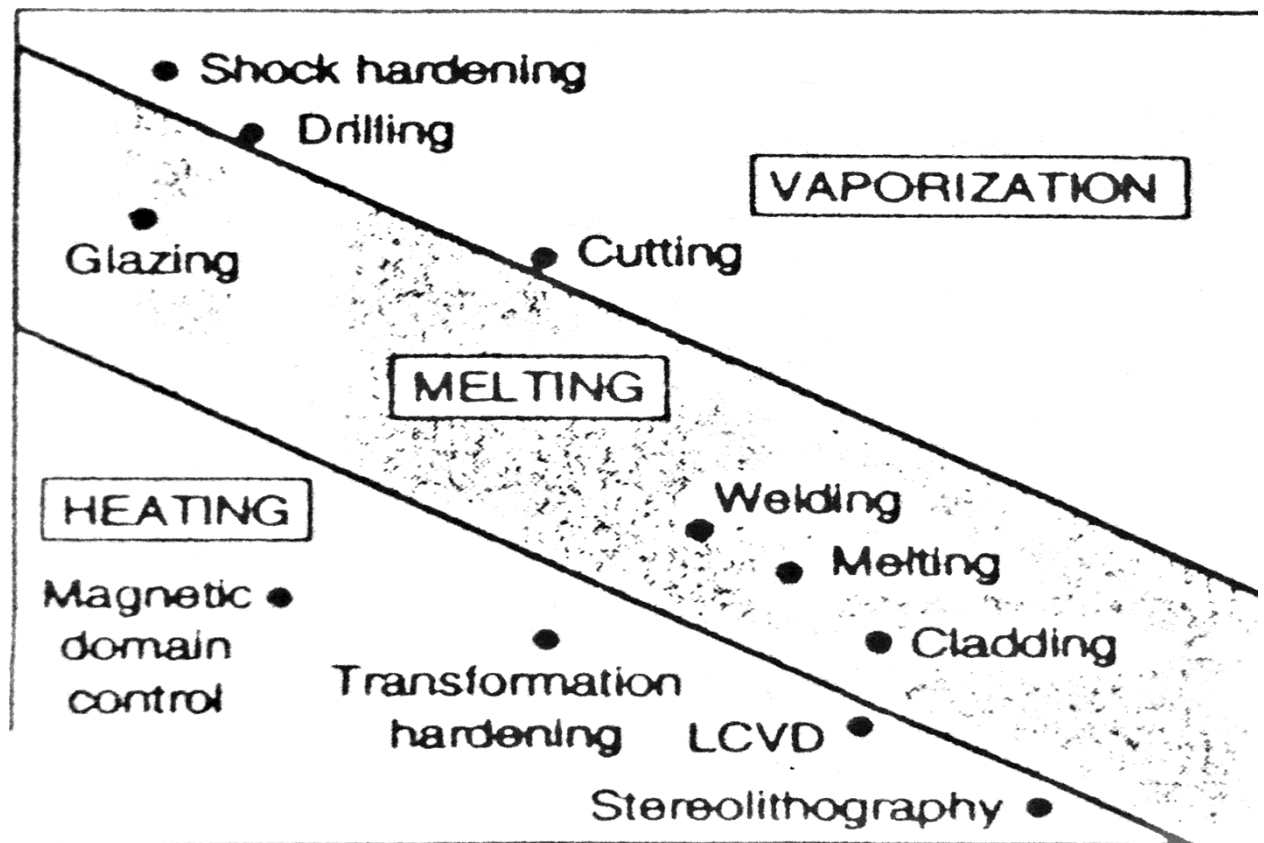 Shock hardening
Drilling
VAPORIZATION
Glazing
Cutting
MELTING
HEATING
Welding
Melting
Magnetic
domain
control
Cladding
Transformation
hardening
LCVD
Stereolithography